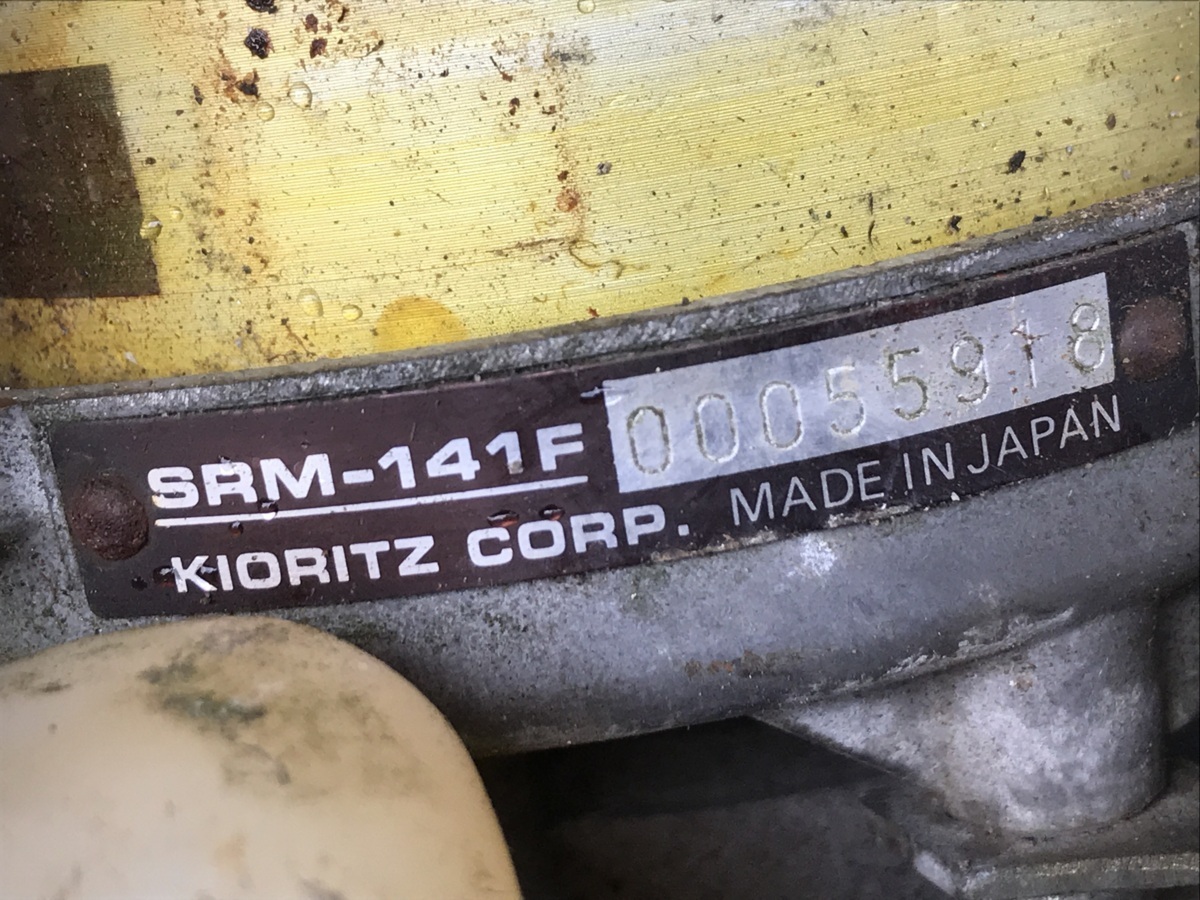 SRM-141F 00055918
KIORITZ CORP. MADE IN JAPAN